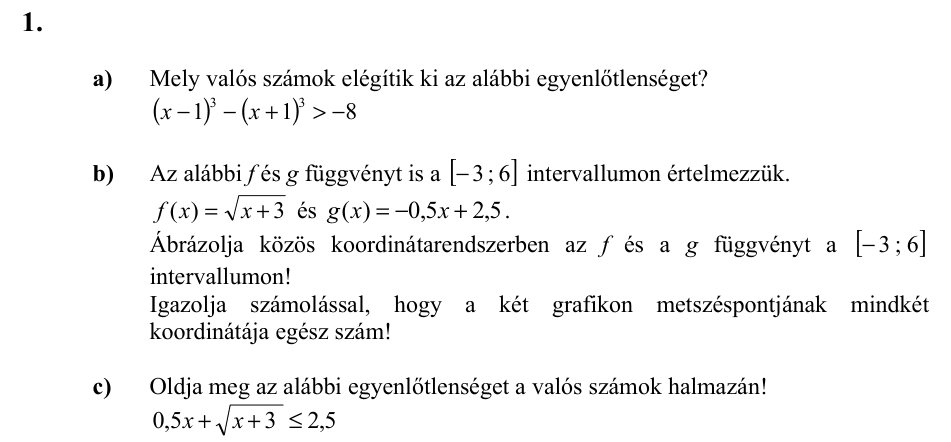 1.
a) Mely valós számok elégítik ki az alábbi egyenlőtlenséget?
(x−1)³ − (x+1)³ > −8
b) Az alábbi f és g függvényt is a [−3 ; 6] intervallumon értelmezzük.
f(x) = √(x+3) és g(x) = −0,5x + 2,5.
Ábrázolja közös koordinátarendszerben az f és a g függvényt a [−3 ; 6]
intervallumon!
Igazolja számolással, hogy a két grafikon metszéspontjának mindkét
koordinátája egész szám!
c) Oldja meg az alábbi egyenlőtlenséget a valós számok halmazán!
0,5x + √(x+3) ≤ 2,5